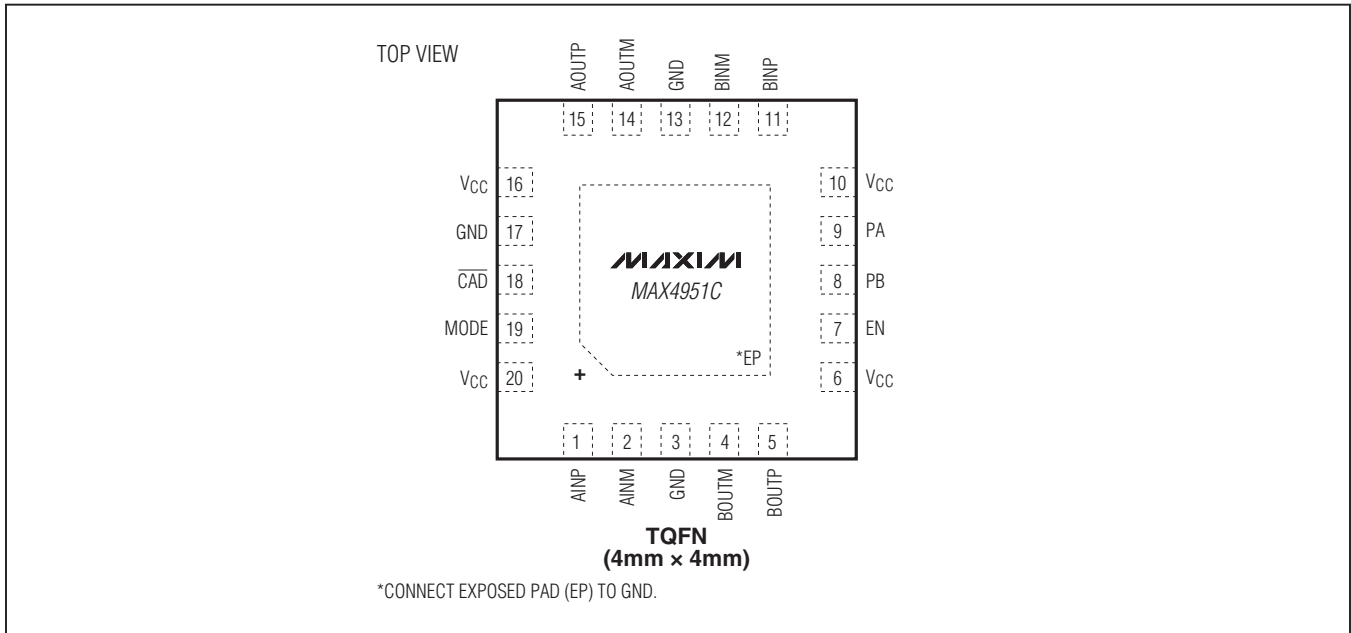 TOP VIEW
AOUTP
AOUTM
GND
BINM
BINP
15 14 13 12 11
VCC 16
10 VCC
GND 17
9 PA
MAXIM
MAX4951C
CAD 18
8 PB
MODE 19
7 EN
*EP
VCC 20
+
6 VCC
1 2 3 4 5
AINP
AINM
GND
BOUTM
BOUTP
TQFN
(4mm × 4mm)
*CONNECT EXPOSED PAD (EP) TO GND.